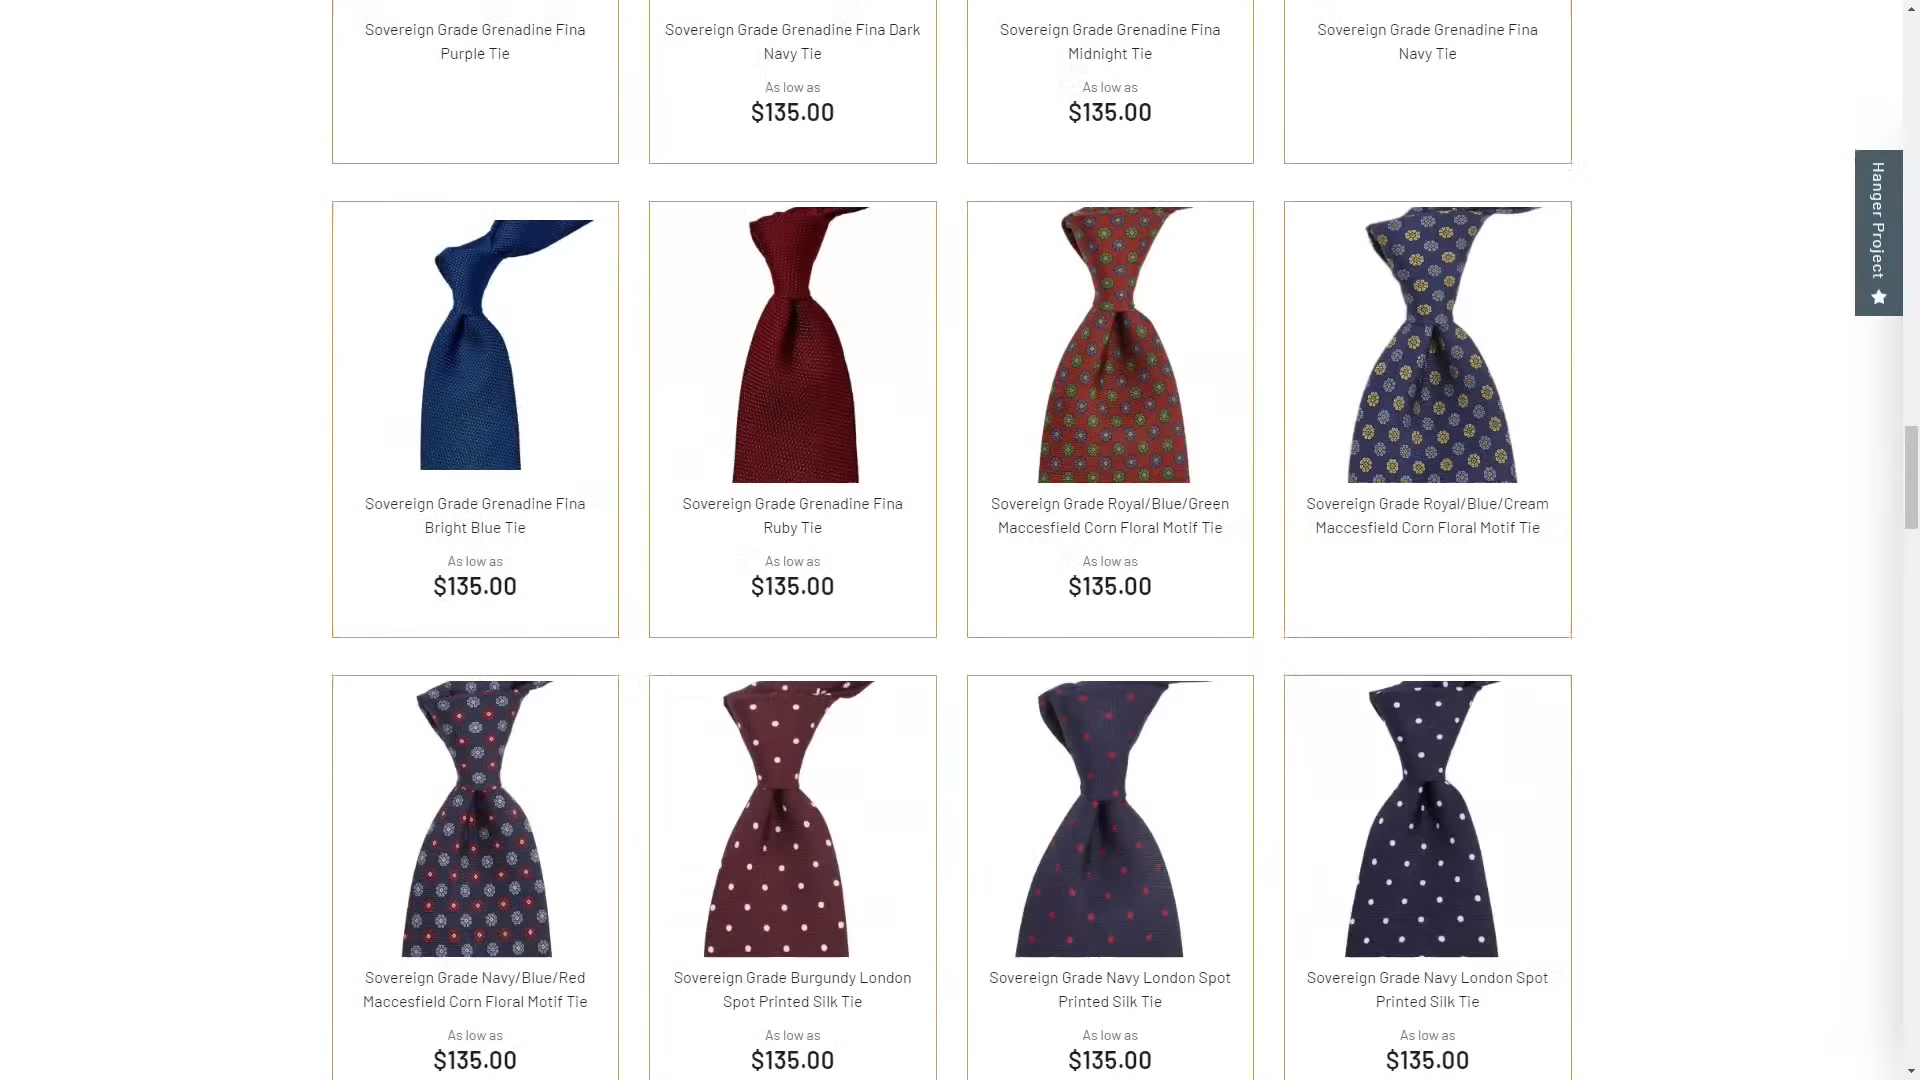 Sovereign Grade Grenadine Fina
Purple Tie
Sovereign Grade Grenadine Fina Dark
Navy Tie
As low as
$135.00
Sovereign Grade Grenadine Fina
Midnight Tie
As low as
$135.00
Sovereign Grade Grenadine Fina
Navy Tie
Hanger Project
Sovereign Grade Grenadine Fina
Bright Blue Tie
As low as
$135.00
Sovereign Grade Grenadine Fina
Ruby Tie
As low as
$135.00
Sovereign Grade Royal/Blue/Green
Maccesfield Corn Floral Motif Tie
As low as
$135.00
Sovereign Grade Royal/Blue/Cream
Maccesfield Corn Floral Motif Tie
Sovereign Grade Navy/Blue/Red
Maccesfield Corn Floral Motif Tie
As low as
$135.00
Sovereign Grade Burgundy London
Spot Printed Silk Tie
As low as
$135.00
Sovereign Grade Navy London Spot
Printed Silk Tie
As low as
$135.00
Sovereign Grade Navy London Spot
Printed Silk Tie
As low as
$135.00